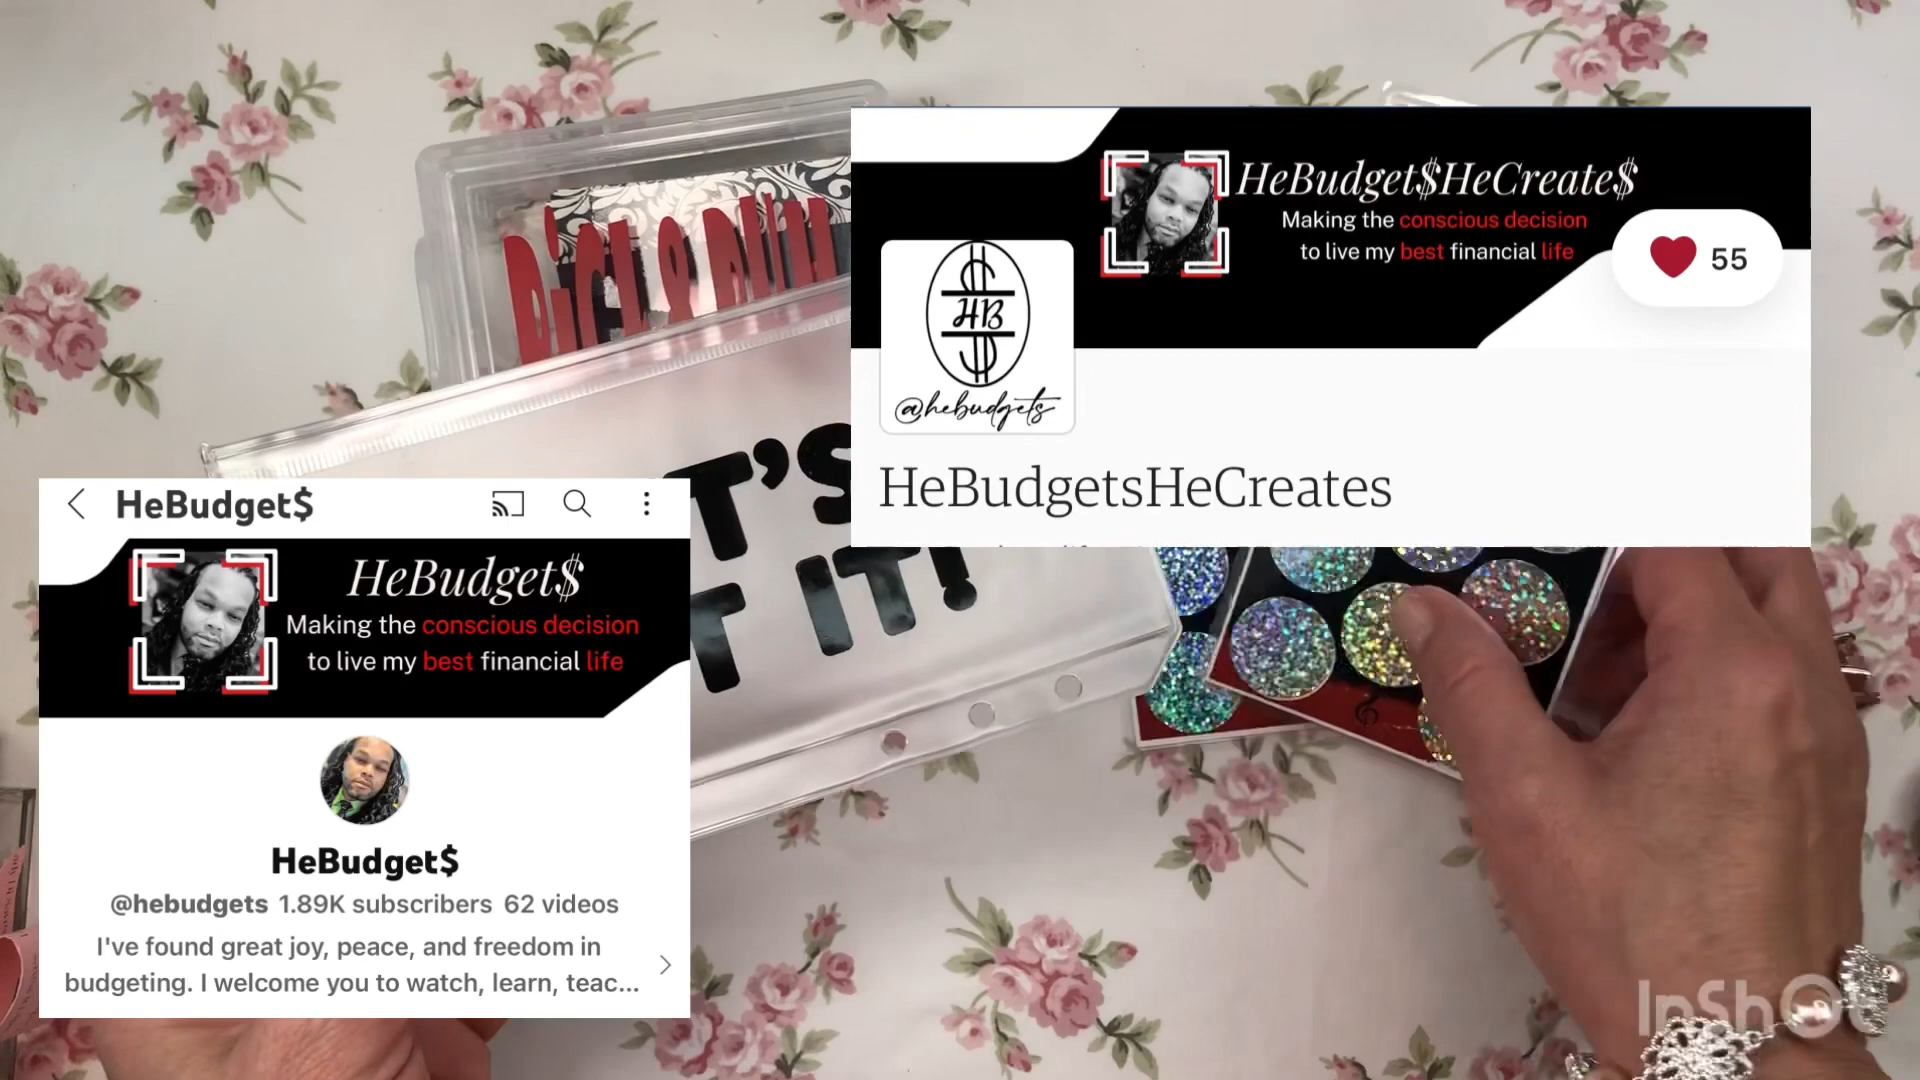 HeBudget$HeCreate$
Making the conscious decision
to live my best financial life
55
HB
@hebudgets
HeBudgetsHeCreates
IT!
HeBudget$
HeBudget$
Making the conscious decision
to live my best financial life
HeBudget$
@hebudgets 1.89K subscribers 62 videos
I've found great joy, peace, and freedom in
budgeting. I welcome you to watch, learn, teac...
InShOt